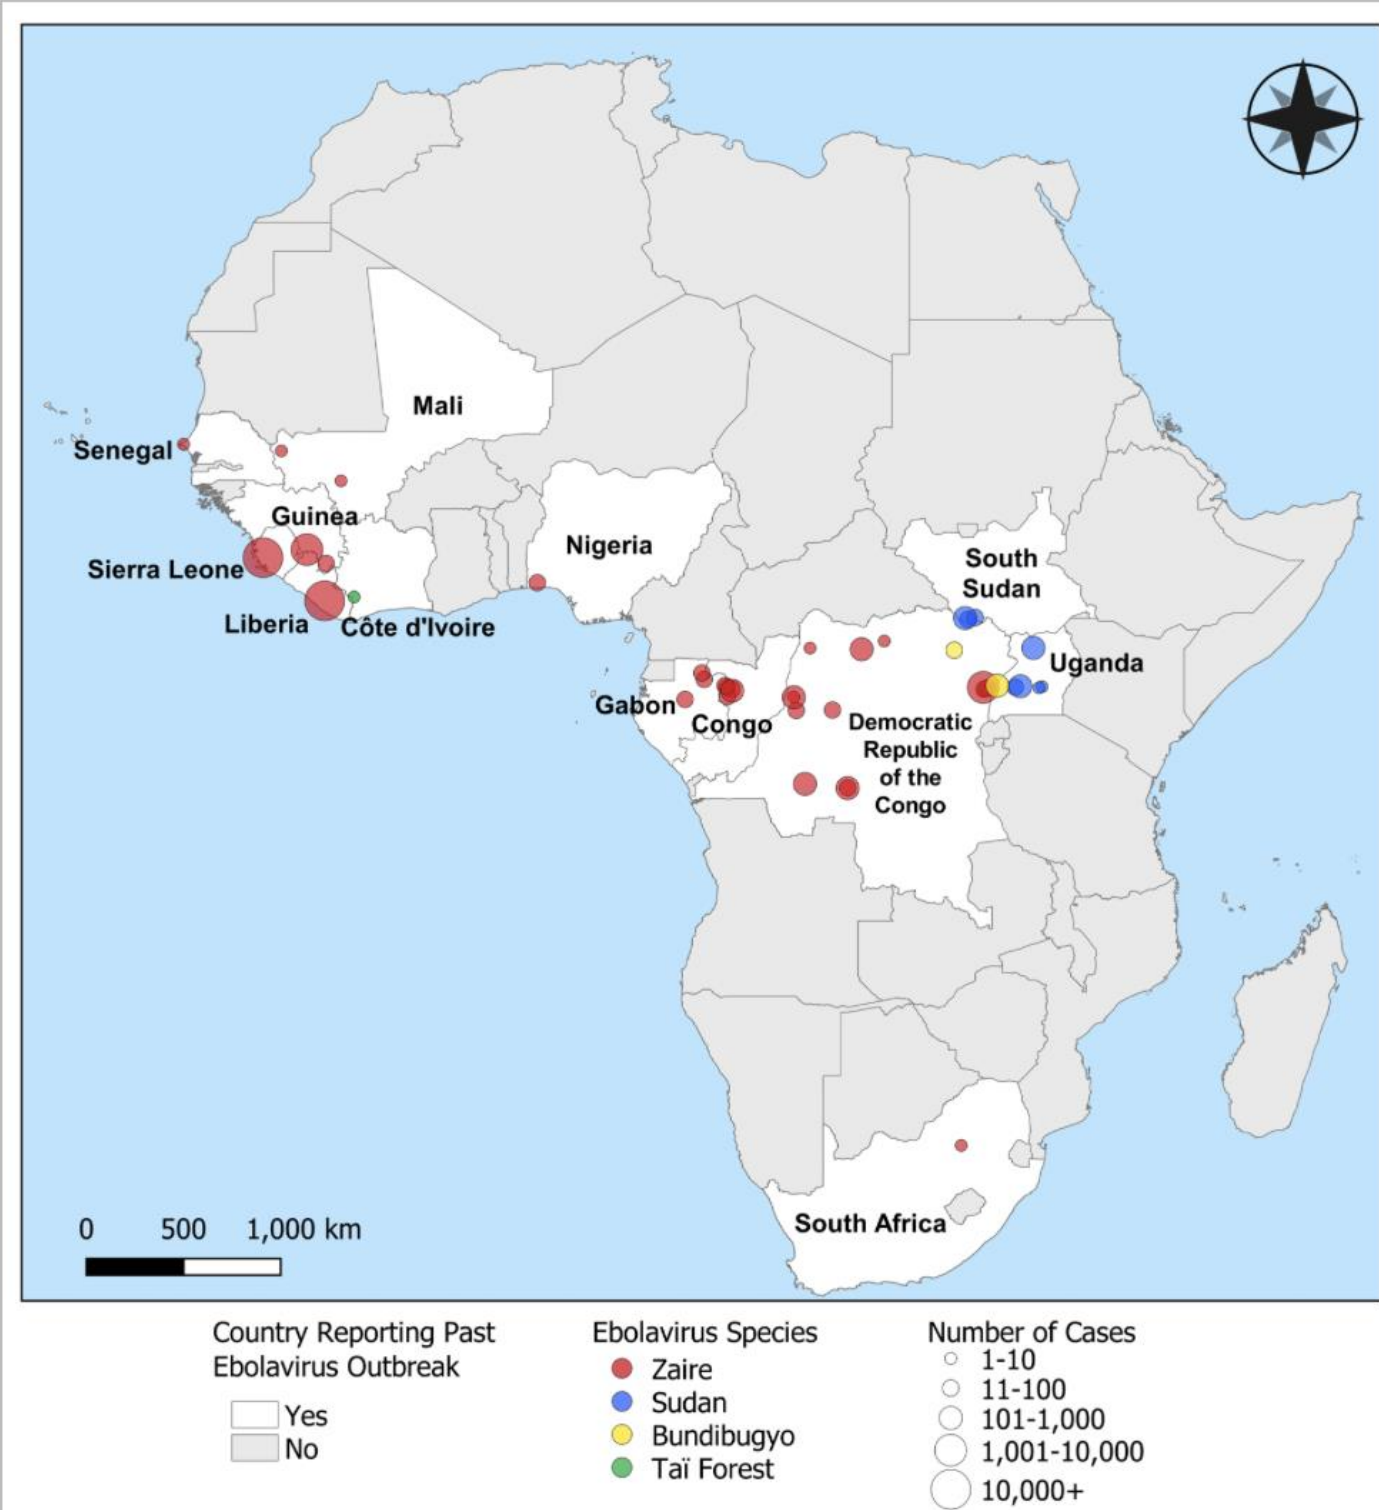 Mali
Senegal
Guinea
Nigeria
South
Sudan
Sierra Leone
Liberia
Côte d'Ivoire
Uganda
Gabon
Congo
Democratic
Republic
of the
Congo
South Africa
0 500 1,000 km
Country Reporting Past
Ebolavirus Outbreak
Yes
No
Ebolavirus Species
Zaire
Sudan
Bundibugyo
Taï Forest
Number of Cases
1-10
11-100
101-1,000
1,001-10,000
10,000+